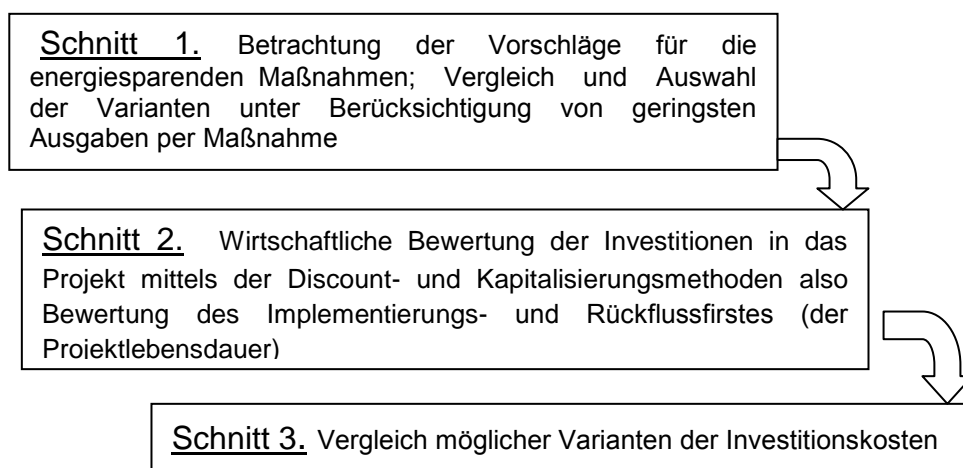 Schnitt 1. Betrachtung der Vorschläge für die
energiesparenden Maßnahmen; Vergleich und Auswahl
der Varianten unter Berücksichtigung von geringsten
Ausgaben per Maßnahme
Schnitt 2. Wirtschaftliche Bewertung der Investitionen in das
Projekt mittels der Discount- und Kapitalisierungsmethoden also
Bewertung des Implementierungs- und Rückflussfirstes (der
Projektlebensdauer)
Schnitt 3. Vergleich möglicher Varianten der Investitionskosten